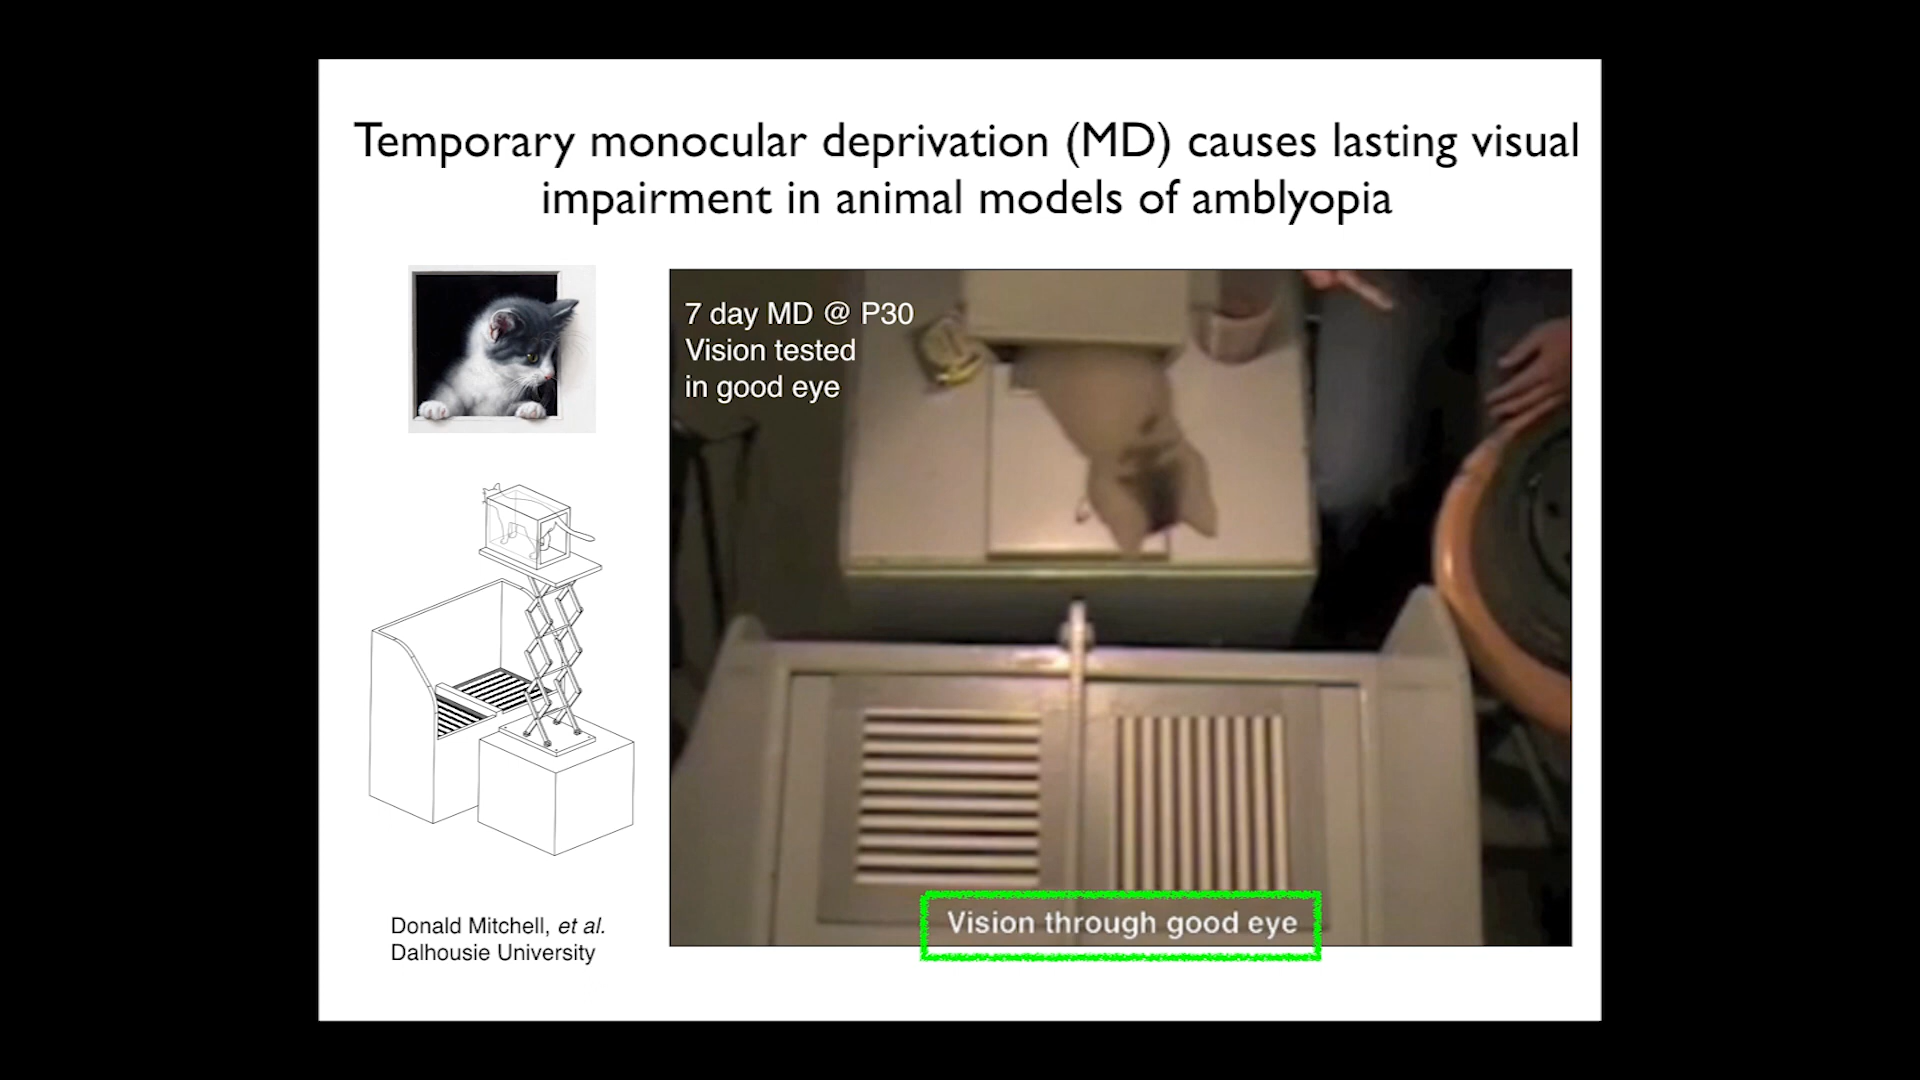 Temporary monocular deprivation (MD) causes lasting visual
impairment in animal models of amblyopia
7 day MD @ P30
Vision tested
in good eye
Vision through good eye
Donald Mitchell, et al.
Dalhousie University